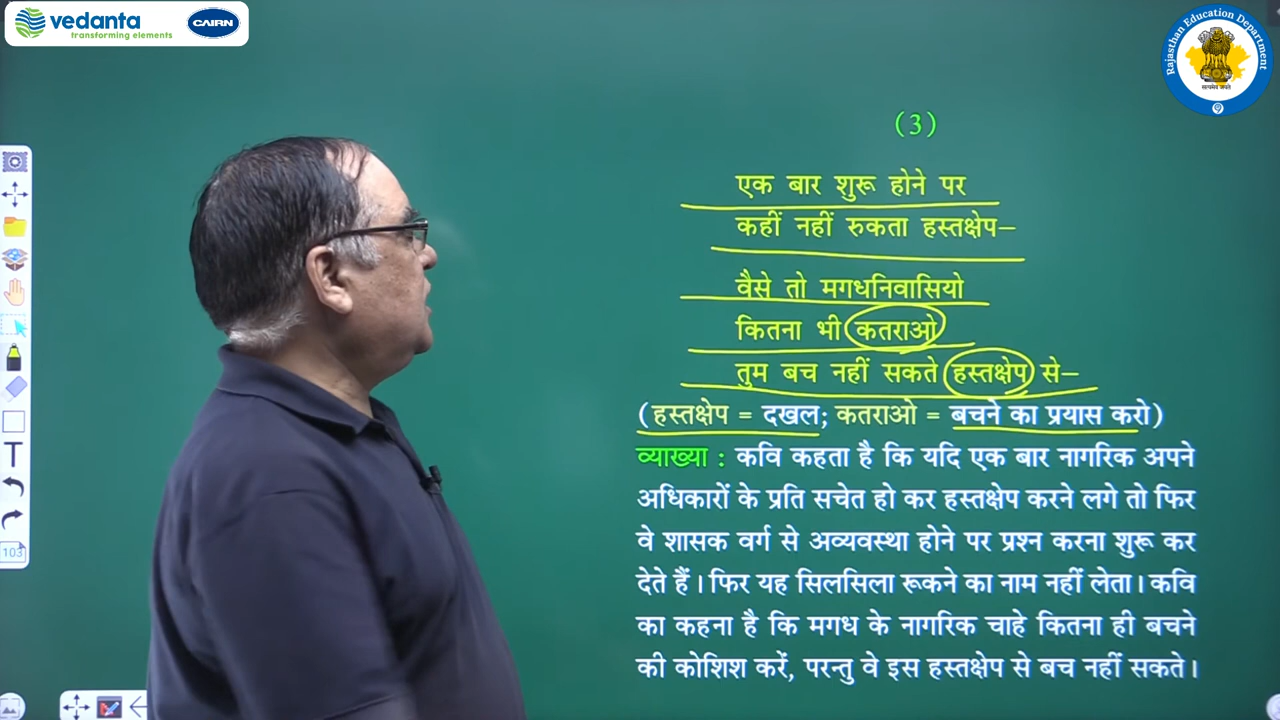 vedanta
transforming elements
CAIRN
Rajasthan Education Department
सत्यमेव जयते
(3)
एक बार शुरू होने पर
कहीं नहीं रुकता हस्तक्षेप–
वैसे तो मगधनिवासियो
कितना भी कतराओ
तुम बच नहीं सकते हस्तक्षेप से–
(हस्तक्षेप = दखल; कतराओ = बचने का प्रयास करो)
व्याख्या : कवि कहता है कि यदि एक बार नागरिक अपने
अधिकारों के प्रति सचेत हो कर हस्तक्षेप करने लगे तो फिर
वे शासक वर्ग से अव्यवस्था होने पर प्रश्न करना शुरू कर
देते हैं। फिर यह सिलसिला रूकने का नाम नहीं लेता। कवि
का कहना है कि मगध के नागरिक चाहे कितना ही बचने
की कोशिश करें, परन्तु वे इस हस्तक्षेप से बच नहीं सकते।
T
103